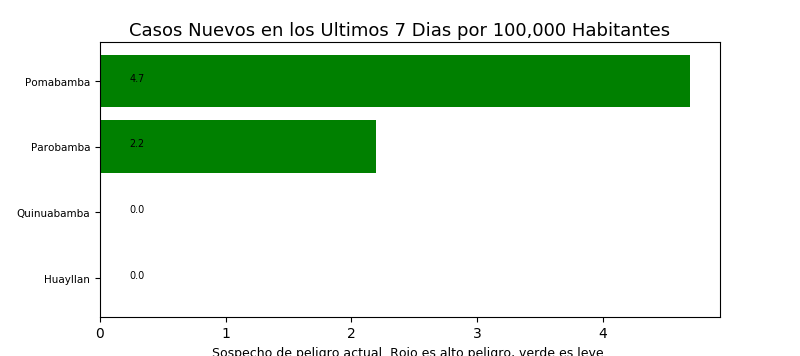 Casos Nuevos en los Ultimos 7 Dias por 100,000 Habitantes
Pomabamba 4.7
Parobamba 2.2
Quinuabamba 0.0
Huayllan 0.0
0 1 2 3 4
Sospecho de peligro actual. Rojo es alto peligro, verde es leve